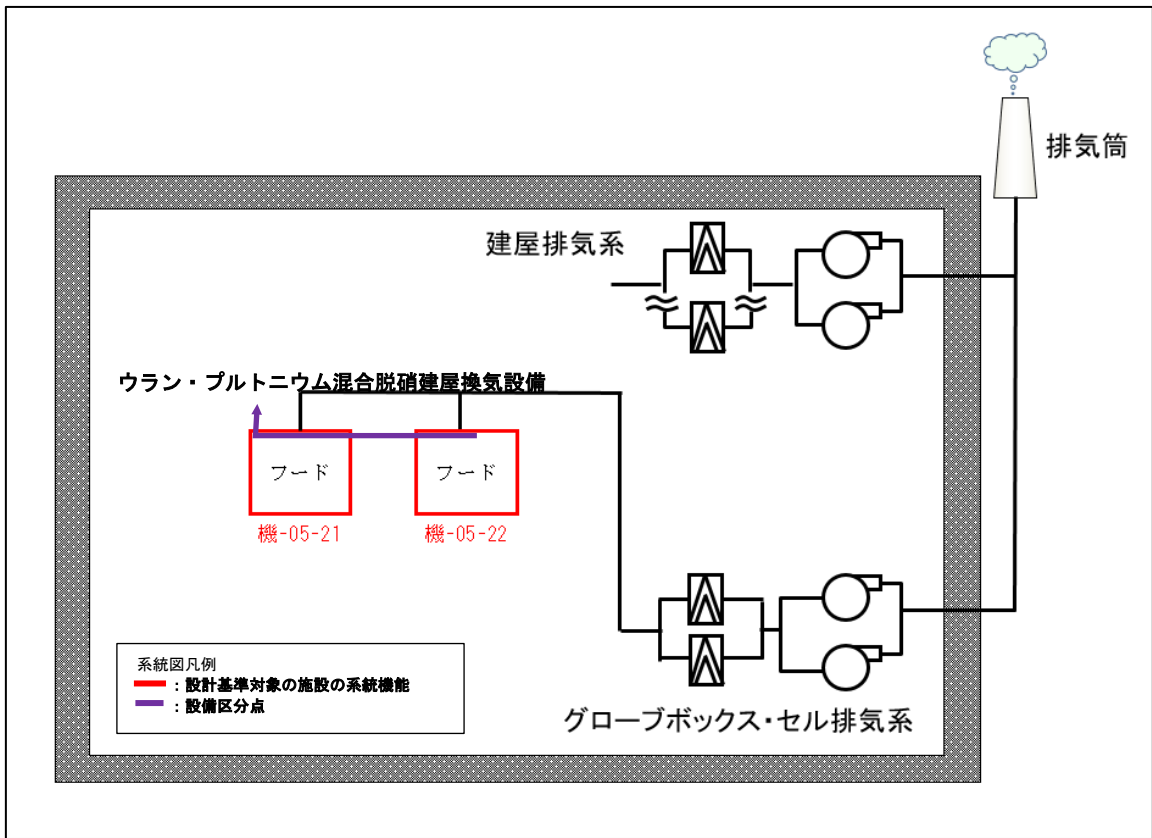 排気筒
建屋排気系
ウラン・プルトニウム混合脱硝建屋換気設備
フード
フード
機-05-21
機-05-22
系統図凡例
：設計基準対象の施設の系統機能
：設備区分点
グローブボックス・セル排気系